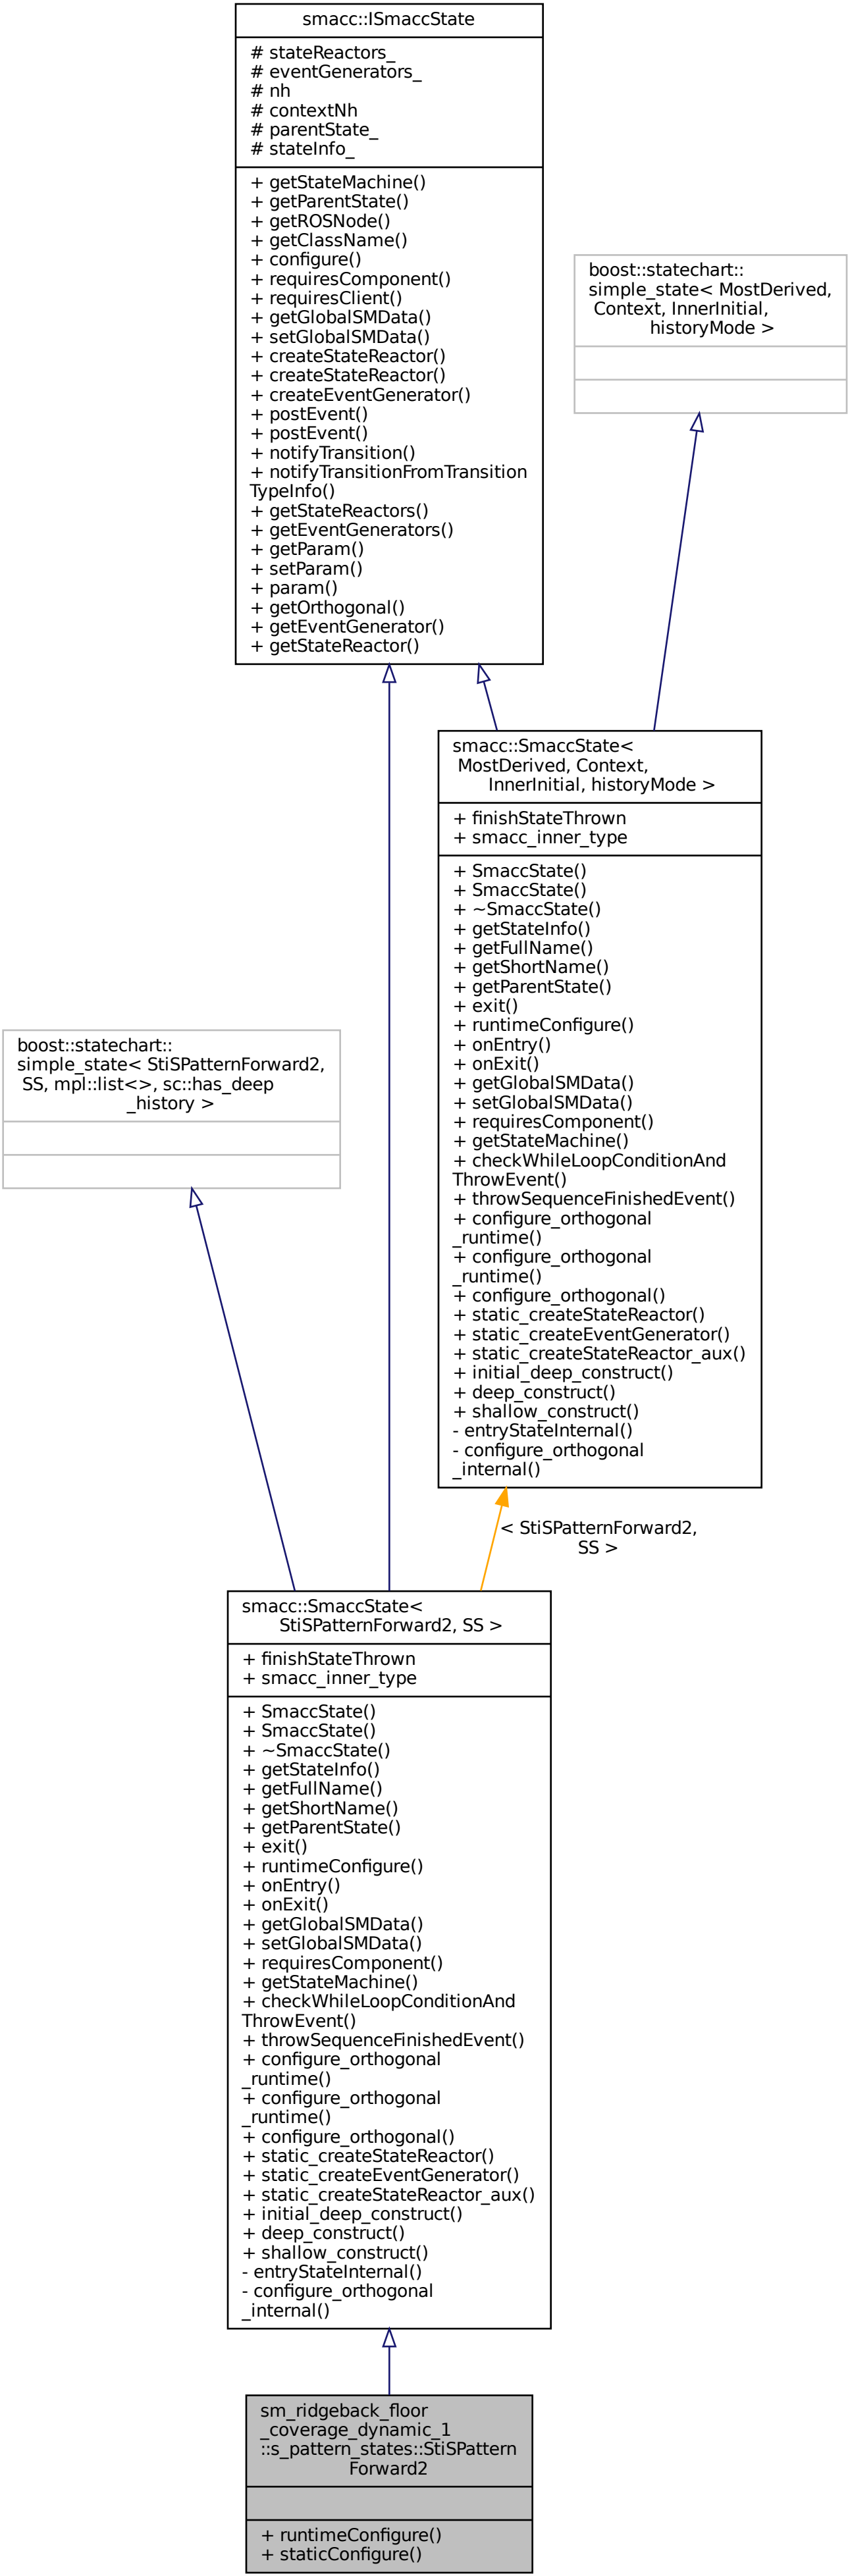 smacc::ISmaccState
# stateReactors_
# eventGenerators_
# nh
# contextNh
# parentState_
# stateInfo_
+ getStateMachine()
+ getParentState()
+ getROSNode()
+ getClassName()
+ configure()
+ requiresComponent()
+ requiresClient()
+ getGlobalSMData()
+ setGlobalSMData()
+ createStateReactor()
+ createStateReactor()
+ createEventGenerator()
+ postEvent()
+ postEvent()
+ notifyTransition()
+ notifyTransitionFromTransition
TypeInfo()
+ getStateReactors()
+ getEventGenerators()
+ getParam()
+ setParam()
+ param()
+ getOrthogonal()
+ getEventGenerator()
+ getStateReactor()
boost::statechart::
simple_state< MostDerived,
Context, InnerInitial,
historyMode >
smacc::SmaccState<
MostDerived, Context,
InnerInitial, historyMode >
+ finishStateThrown
+ smacc_inner_type
+ SmaccState()
+ SmaccState()
+ ~SmaccState()
+ getStateInfo()
+ getFullName()
+ getShortName()
+ getParentState()
+ exit()
+ runtimeConfigure()
+ onEntry()
+ onExit()
+ getGlobalSMData()
+ setGlobalSMData()
+ requiresComponent()
+ getStateMachine()
+ checkWhileLoopConditionAnd
ThrowEvent()
+ throwSequenceFinishedEvent()
+ configure_orthogonal
_runtime()
+ configure_orthogonal
_runtime()
+ configure_orthogonal()
+ static_createStateReactor()
+ static_createEventGenerator()
+ static_createStateReactor_aux()
+ initial_deep_construct()
+ deep_construct()
+ shallow_construct()
- entryStateInternal()
- configure_orthogonal
_internal()
boost::statechart::
simple_state< StiSPatternForward2,
SS, mpl::list<>, sc::has_deep
_history >
< StiSPatternForward2,
SS >
smacc::SmaccState<
StiSPatternForward2, SS >
+ finishStateThrown
+ smacc_inner_type
+ SmaccState()
+ SmaccState()
+ ~SmaccState()
+ getStateInfo()
+ getFullName()
+ getShortName()
+ getParentState()
+ exit()
+ runtimeConfigure()
+ onEntry()
+ onExit()
+ getGlobalSMData()
+ setGlobalSMData()
+ requiresComponent()
+ getStateMachine()
+ checkWhileLoopConditionAnd
ThrowEvent()
+ throwSequenceFinishedEvent()
+ configure_orthogonal
_runtime()
+ configure_orthogonal
_runtime()
+ configure_orthogonal()
+ static_createStateReactor()
+ static_createEventGenerator()
+ static_createStateReactor_aux()
+ initial_deep_construct()
+ deep_construct()
+ shallow_construct()
- entryStateInternal()
- configure_orthogonal
_internal()
sm_ridgeback_floor
_coverage_dynamic_1
::s_pattern_states::StiSPattern
Forward2
+ runtimeConfigure()
+ staticConfigure()